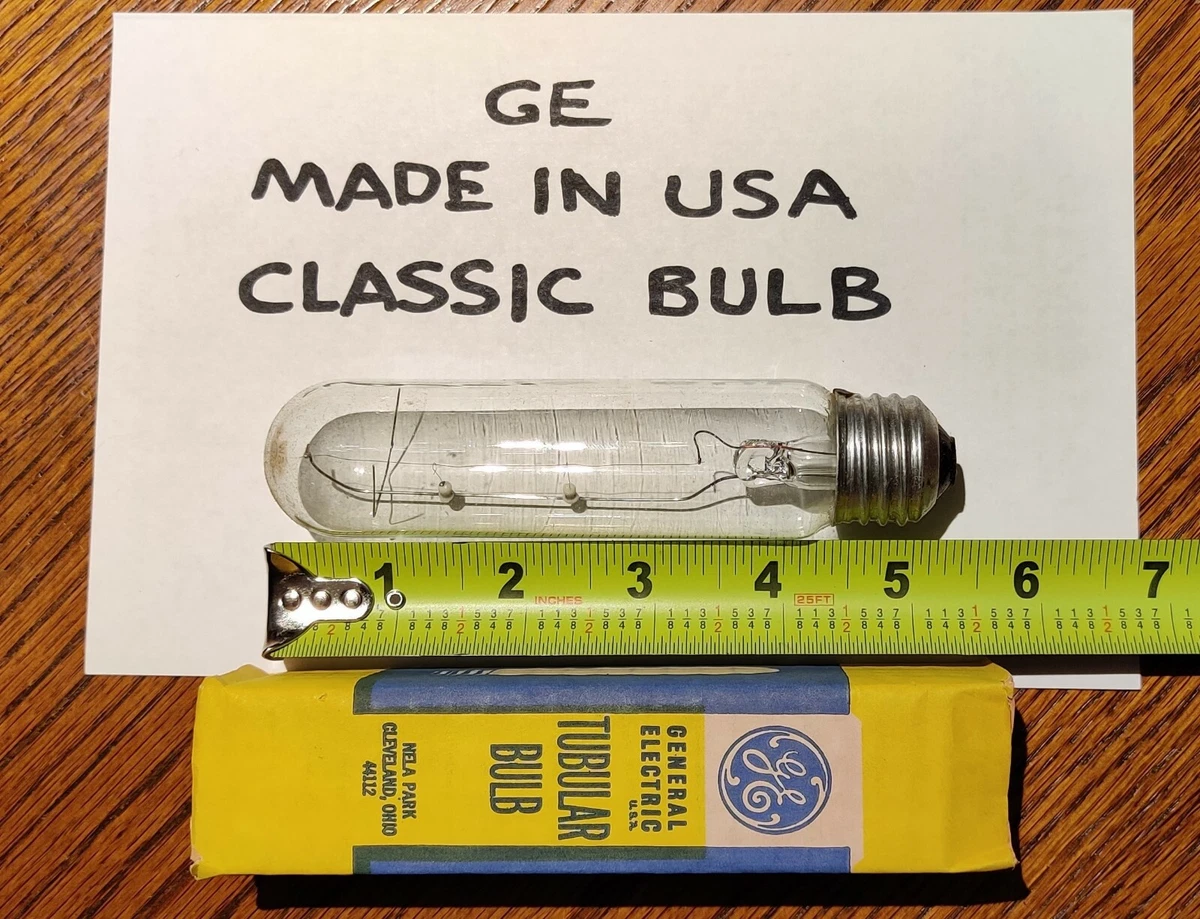 GE
MADE IN USA
CLASSIC BULB
1 2 3 4 5 6 7
INCHES 25FT
GE
GENERAL
ELECTRIC
U.S.A.
TUBULAR
BULB
NELA PARK
CLEVELAND, OHIO
44112